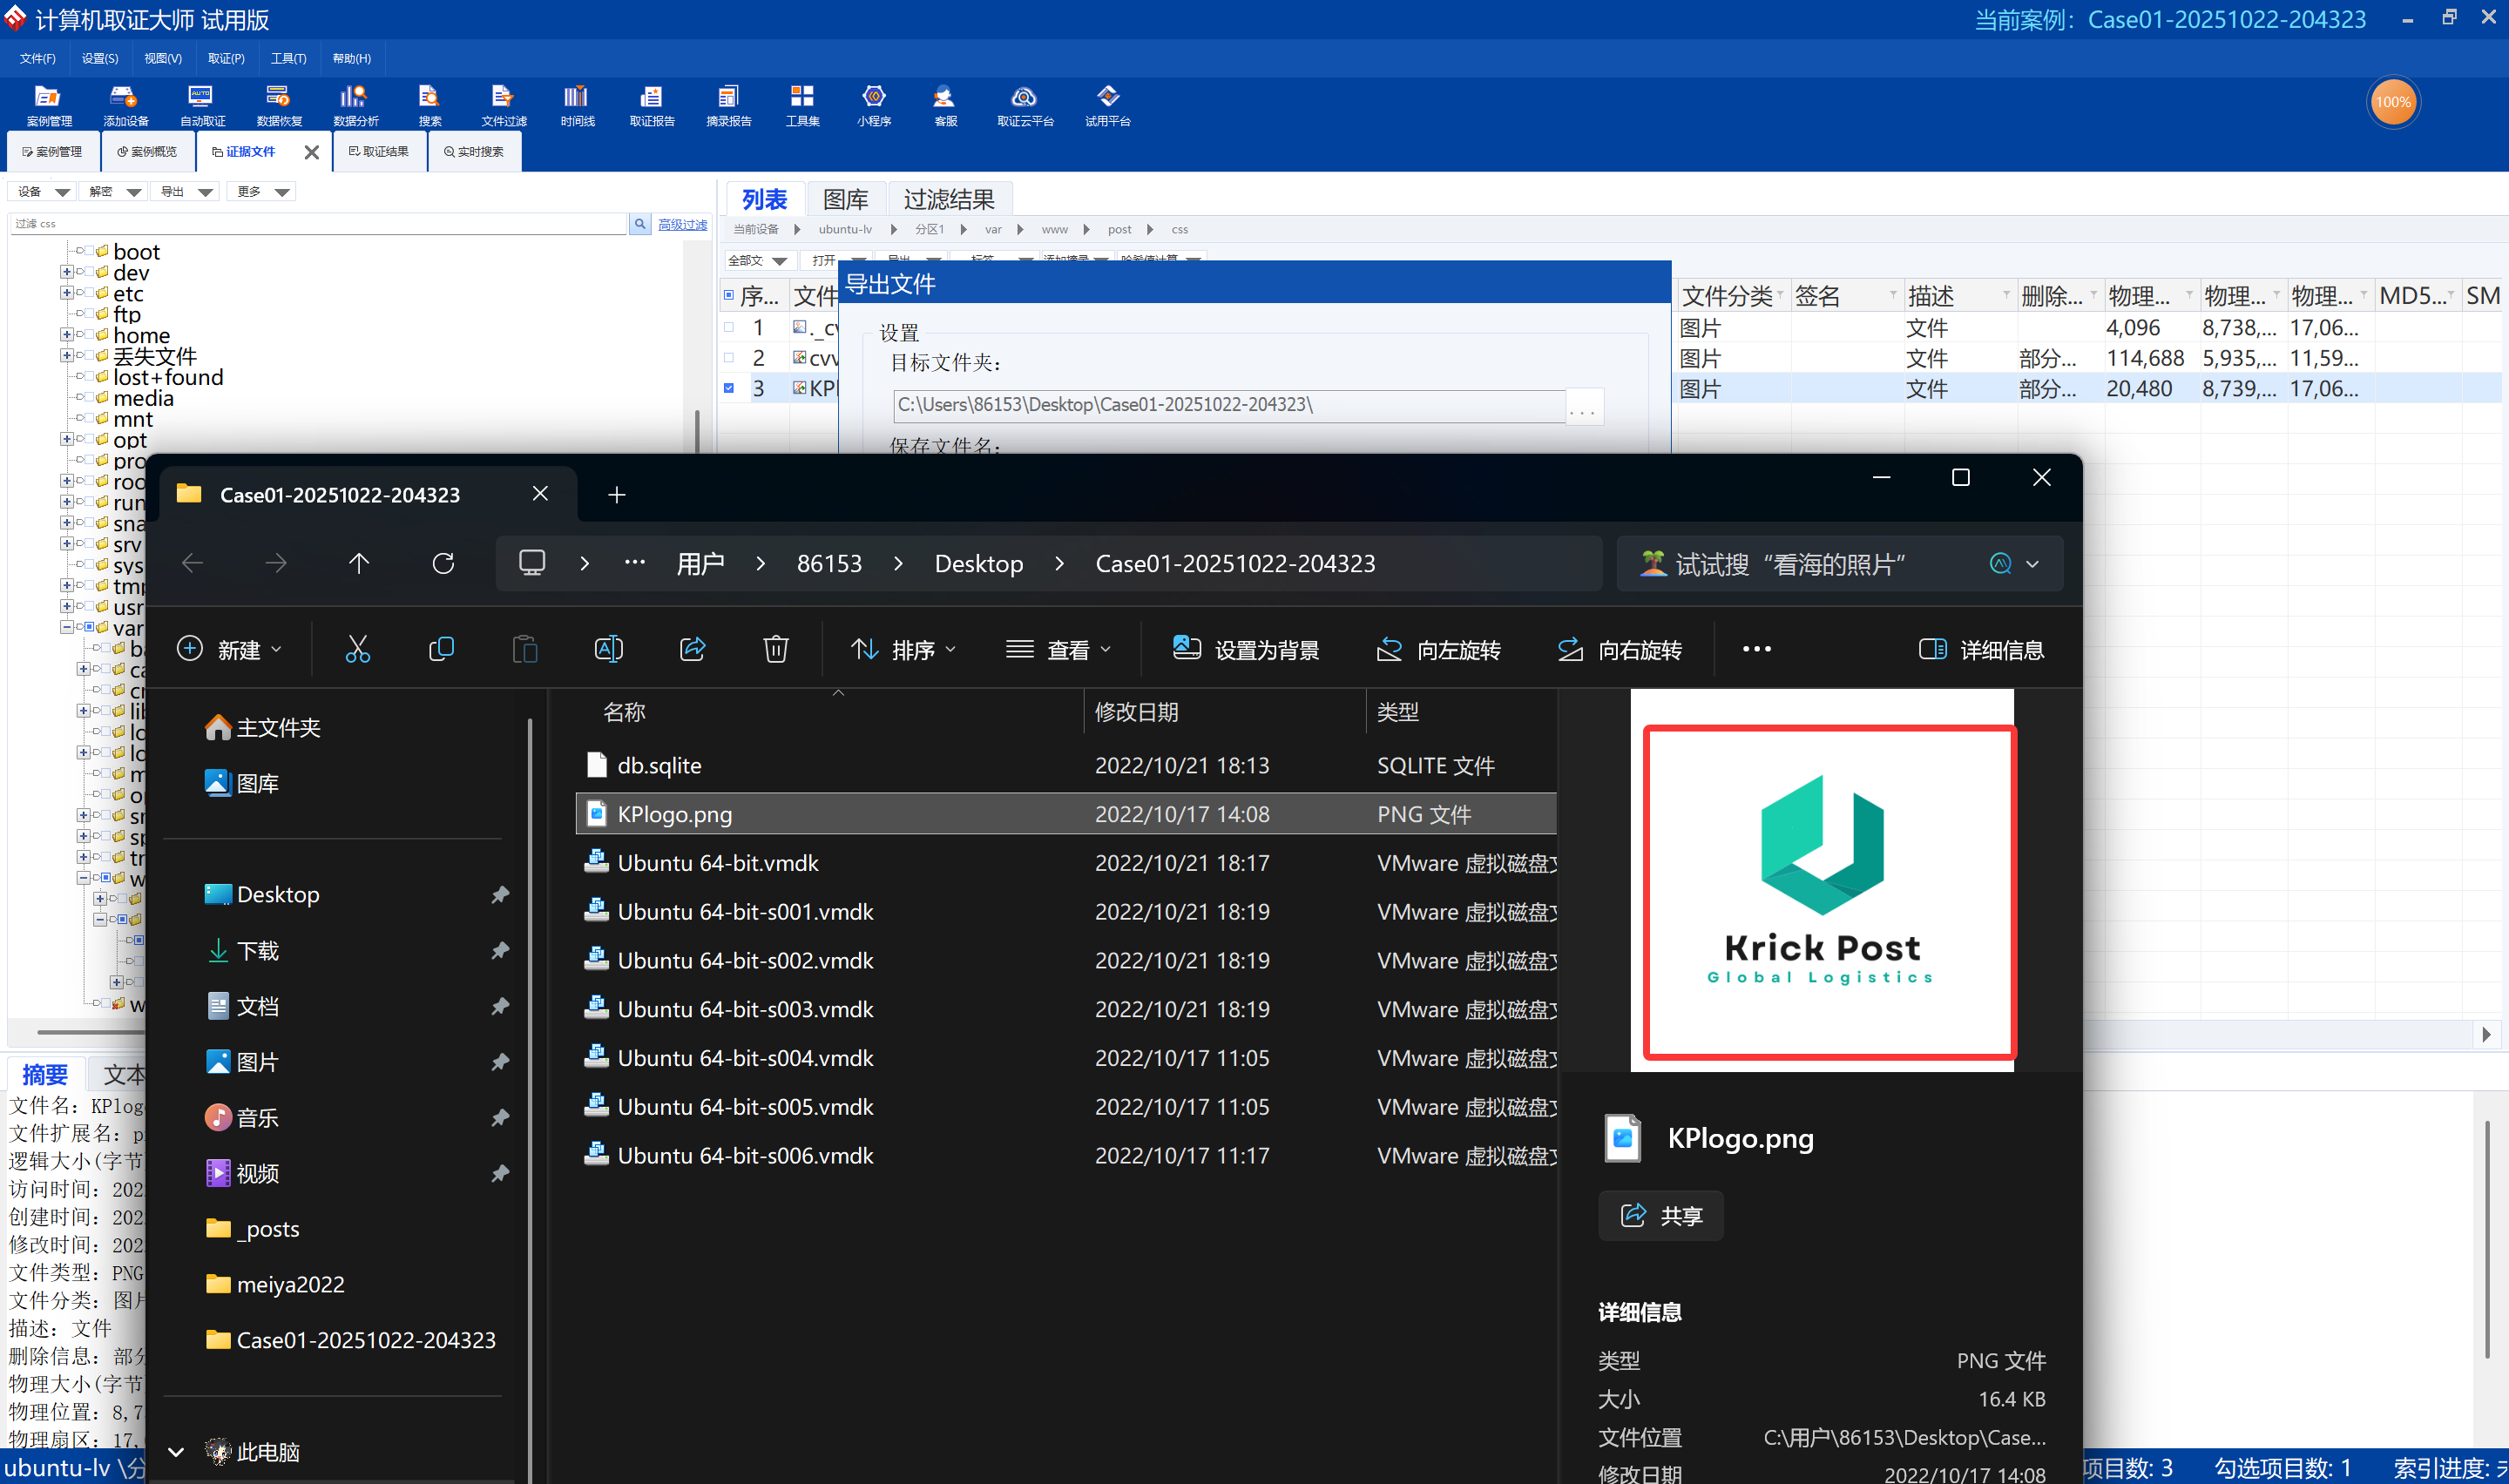 计算机取证大师 试用版
当前案例：Case01-20251022-204323
文件(F) 设置(S) 视图(V) 取证(P) 工具(T) 帮助(H)
案例管理 添加设备 自动取证 数据恢复 数据分析 搜索 文件过滤 时间线 取证报告 摘录报告 工具集 小程序 客服 取证云平台 试用平台
100%
案例管理 案例概览 证据文件 取证结果 实时搜索
设备 解密 导出 更多
过滤 css
高级过滤
boot
dev
etc
ftp
home
丢失文件
lost+found
media
mnt
opt
pro
roo
run
sna
srv
sys
tmp
usr
var
列表 图库 过滤结果
当前设备 ubuntu-lv 分区1 var www post css
全部文 打开 导出 标签 添加摘录 哈希值计算
序... 文件 文件分类 签名 描述 删除... 物理... 物理... 物理... MD5... SM
1 ._cv 图片 文件 4,096 8,738,... 17,06...
2 cvv 图片 文件 部分... 114,688 5,935,... 11,59...
3 KPl 图片 文件 部分... 20,480 8,739,... 17,06...
导出文件
设置
目标文件夹：
C:\Users\86153\Desktop\Case01-20251022-204323\
...
保存文件名：
Case01-20251022-204323
用户 86153 Desktop Case01-20251022-204323
试试搜“看海的照片”
新建 排序 查看 设置为背景 向左旋转 向右旋转 详细信息
主文件夹
图库
Desktop
下载
文档
图片
音乐
视频
_posts
meiya2022
Case01-20251022-204323
此电脑
名称 修改日期 类型
db.sqlite 2022/10/21 18:13 SQLITE 文件
KPlogo.png 2022/10/17 14:08 PNG 文件
Ubuntu 64-bit.vmdk 2022/10/21 18:17 VMware 虚拟磁盘文
Ubuntu 64-bit-s001.vmdk 2022/10/21 18:19 VMware 虚拟磁盘文
Ubuntu 64-bit-s002.vmdk 2022/10/21 18:19 VMware 虚拟磁盘文
Ubuntu 64-bit-s003.vmdk 2022/10/21 18:19 VMware 虚拟磁盘文
Ubuntu 64-bit-s004.vmdk 2022/10/17 11:05 VMware 虚拟磁盘文
Ubuntu 64-bit-s005.vmdk 2022/10/17 11:05 VMware 虚拟磁盘文
Ubuntu 64-bit-s006.vmdk 2022/10/17 11:17 VMware 虚拟磁盘文
Krick Post
Global Logistics
KPlogo.png
共享
详细信息
类型 PNG 文件
大小 16.4 KB
文件位置 C:\用户\86153\Desktop\Case...
修改日期 2022/10/17 14:08
摘要 文本
文件名：KPlog
文件扩展名：p
逻辑大小(字节
访问时间：202
创建时间：202
修改时间：202
文件类型：PNG
文件分类：图片
描述：文件
删除信息：部分
物理大小(字节
物理位置：8,7
物理扇区：17,
ubuntu-lv \分
项目数: 3 勾选项目数: 1 索引进度: